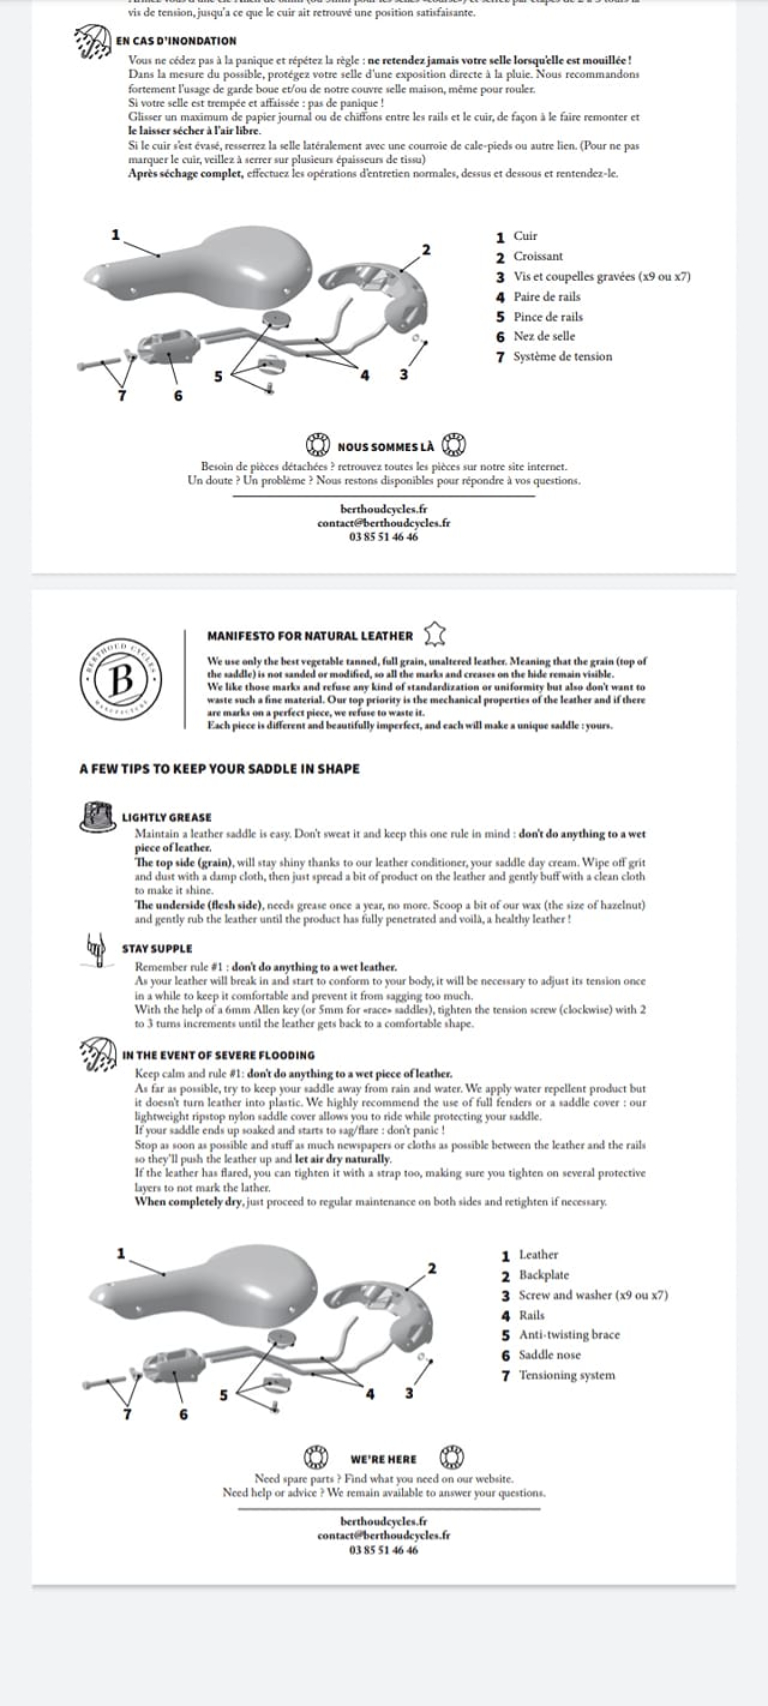 vis de tension, jusqu'à ce que le cuir ait retrouvé une position satisfaisante.
EN CAS D'INONDATION
Vous ne cédez pas à la panique et répétez la règle : ne retendez jamais votre selle lorsqu'elle est mouillée !
Dans la mesure du possible, protégez votre selle d'une exposition directe à la pluie. Nous recommandons
fortement l'usage de garde boue et/ou de notre couvre selle maison, même pour rouler.
Si votre selle est trempée et affaissée : pas de panique !
Glisser un maximum de papier journal ou de chiffons entre les rails et le cuir, de façon à le faire remonter et
le laisser sécher à l'air libre.
Si le cuir s'est évasé, resserrez la selle latéralement avec une courroie de cale-pieds ou autre lien. (Pour ne pas
marquer le cuir, veillez à serrer sur plusieurs épaisseurs de tissu)
Après séchage complet, effectuez les opérations d'entretien normales, dessus et dessous et rentendez-le.
1
2
3
4
5
6
7
1 Cuir
2 Croissant
3 Vis et coupelles gravées (x9 ou x7)
4 Paire de rails
5 Pince de rails
6 Nez de selle
7 Système de tension
NOUS SOMMES LÀ
Besoin de pièces détachées ? retrouvez toutes les pièces sur notre site internet.
Un doute ? Un problème ? Nous restons disponibles pour répondre à vos questions.
berthoudcycles.fr
contact@berthoudcycles.fr
03 85 51 46 46
BERTHOUD CYCLES
B
MANUFACTURE
MANIFESTO FOR NATURAL LEATHER
We use only the best vegetable tanned, full grain, unaltered leather. Meaning that the grain (top of
the saddle) is not sanded or modified, so all the marks and creases on the hide remain visible.
We like those marks and refuse any kind of standardization or uniformity but also don't want to
waste such a fine material. Our top priority is the mechanical properties of the leather and if there
are marks on a perfect piece, we refuse to waste it.
Each piece is different and beautifully imperfect, and each will make a unique saddle : yours.
A FEW TIPS TO KEEP YOUR SADDLE IN SHAPE
LIGHTLY GREASE
Maintain a leather saddle is easy. Don't sweat it and keep this one rule in mind : don't do anything to a wet
piece of leather.
The top side (grain), will stay shiny thanks to our leather conditioner, your saddle day cream. Wipe off grit
and dust with a damp cloth, then just spread a bit of product on the leather and gently buff with a clean cloth
to make it shine.
The underside (flesh side), needs grease once a year, no more. Scoop a bit of our wax (the size of hazelnut)
and gently rub the leather until the product has fully penetrated and voilà, a healthy leather !
STAY SUPPLE
Remember rule #1 : don't do anything to a wet leather.
As your leather will break in and start to conform to your body, it will be necessary to adjust its tension once
in a while to keep it comfortable and prevent it from sagging too much.
With the help of a 6mm Allen key (or 5mm for «race» saddles), tighten the tension screw (clockwise) with 2
to 3 turns increments until the leather gets back to a comfortable shape.
IN THE EVENT OF SEVERE FLOODING
Keep calm and rule #1: don't do anything to a wet piece of leather.
As far as possible, try to keep your saddle away from rain and water. We apply water repellent product but
it doesn't turn leather into plastic. We highly recommend the use of full fenders or a saddle cover : our
lightweight ripstop nylon saddle cover allows you to ride while protecting your saddle.
If your saddle ends up soaked and starts to sag/flare : don't panic !
Stop as soon as possible and stuff as much newspapers or cloths as possible between the leather and the rails
so they'll push the leather up and let air dry naturally.
If the leather has flared, you can tighten it with a strap too, making sure you tighten on several protective
layers to not mark the lather.
When completely dry, just proceed to regular maintenance on both sides and retighten if necessary.
1
2
3
4
5
6
7
1 Leather
2 Backplate
3 Screw and washer (x9 ou x7)
4 Rails
5 Anti-twisting brace
6 Saddle nose
7 Tensioning system
WE'RE HERE
Need spare parts ? Find what you need on our website.
Need help or advice ? We remain available to answer your questions.
berthoudcycles.fr
contact@berthoudcycles.fr
03 85 51 46 46